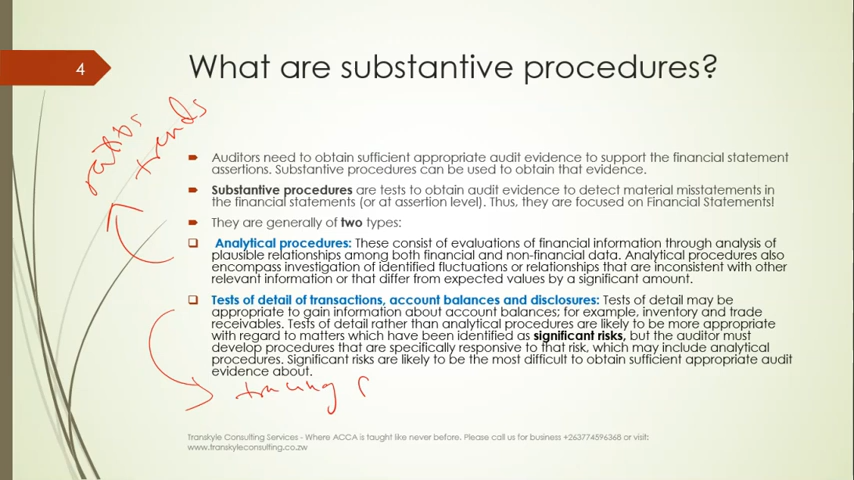 4
What are substantive procedures?
ratios
trends
Auditors need to obtain sufficient appropriate audit evidence to support the financial statement
assertions. Substantive procedures can be used to obtain that evidence.
Substantive procedures are tests to obtain audit evidence to detect material misstatements in
the financial statements (or at assertion level). Thus, they are focused on Financial Statements!
They are generally of two types:
Analytical procedures: These consist of evaluations of financial information through analysis of
plausible relationships among both financial and non-financial data. Analytical procedures also
encompass investigation of identified fluctuations or relationships that are inconsistent with other
relevant information or that differ from expected values by a significant amount.
Tests of detail of transactions, account balances and disclosures: Tests of detail may be
appropriate to gain information about account balances; for example, inventory and trade
receivables. Tests of detail rather than analytical procedures are likely to be more appropriate
with regard to matters which have been identified as significant risks, but the auditor must
develop procedures that are specifically responsive to that risk, which may include analytical
procedures. Significant risks are likely to be the most difficult to obtain sufficient appropriate audit
evidence about.
tracing (
Transkyle Consulting Services - Where ACCA is taught like never before. Please call us for business +263774596368 or visit:
www.transkyleconsulting.co.zw